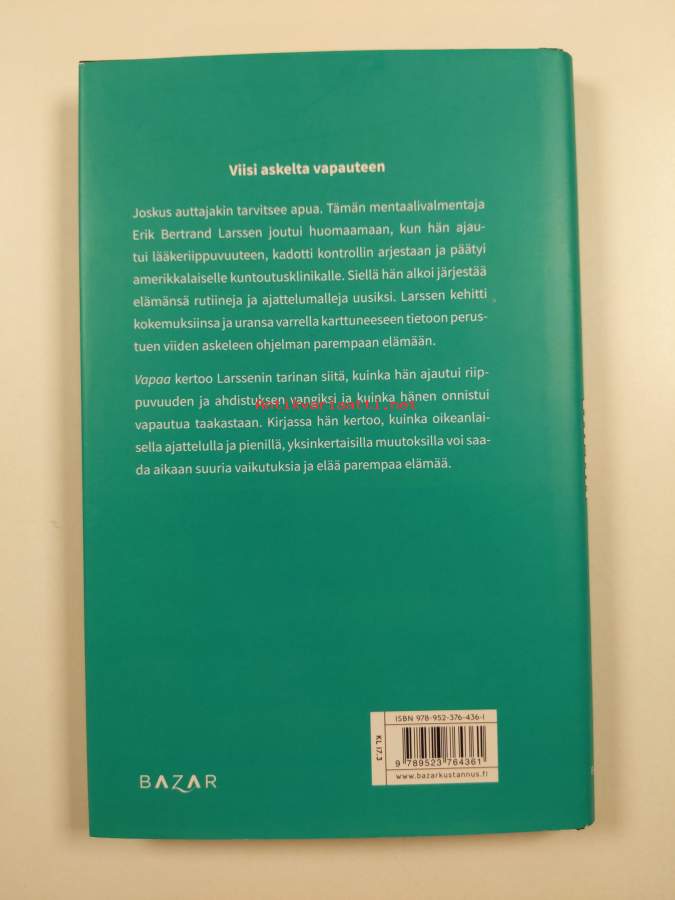 Viisi askelta vapauteen
Joskus auttajakin tarvitsee apua. Tämän mentaalivalmentaja
Erik Bertrand Larssen joutui huomaamaan, kun hän ajau-
tui lääkeriippuvuuteen, kadotti kontrollin arjestaan ja päätyi
amerikkalaiselle kuntoutusklinikalle. Siellä hän alkoi järjestää
elämänsä rutiineja ja ajattelumalleja uusiksi. Larssen kehitti
kokemuksiinsa ja uransa varrella karttuneeseen tietoon perus-
tuen viiden askeleen ohjelman parempaan elämään.
Vapaa kertoo Larssenin tarinan siitä, kuinka hän ajautui riip-
puvuuden ja ahdistuksen vangiksi ja kuinka hänen onnistui
Antikvariaatti.net
vapautua taakastaan. Kirjassa hän kertoo, kuinka oikeanlai-
sella ajattelulla ja pienillä, yksinkertaisilla muutoksilla voi saa-
da aikaan suuria vaikutuksia ja elää parempaa elämää.
BAZAR
KL 17.3
ISBN 978-952-376-436-1
9 789523 764361
www.bazarkustannus.fi